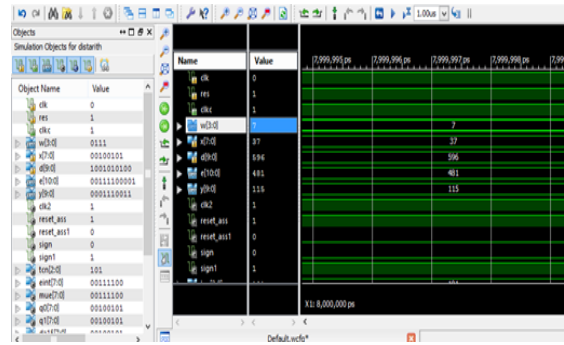 1.00us
Objects
Simulation Objects for distarith
Object Name Value
clk 0
res 1
clkc 1
w[3:0] 0111
x[7:0] 00100101
d[9:0] 1001010100
e[10:0] 00111100001
y[9:0] 0001110011
clk2 1
reset_ass 1
reset_ass1 0
sign 0
sign1 1
tcn[2:0] 101
eint[7:0] 00111100
mue[7:0] 00111100
q0[7:0] 00100101
q1[7:0] 00100101
Name Value
clk 0
res 1
clkc 1
w[3:0] 7
x[7:0] 37
d[9:0] 596
e[10:0] 481
y[9:0] 115
clk2 1
reset_ass 1
reset_ass1 0
sign 0
sign1 1
7,999,995 ps 7,999,996 ps 7,999,997 ps 7,999,998 ps
7
37
596
481
115
X1: 8,000,000 ps
Default.wcfg*